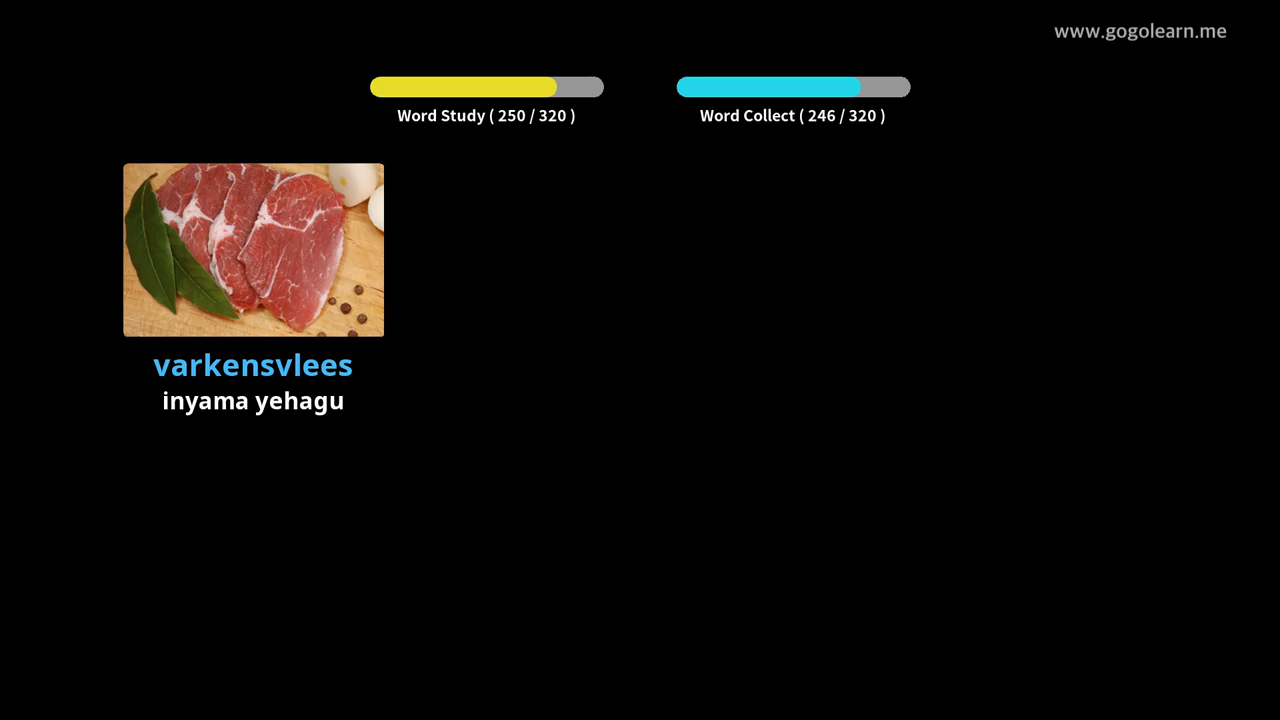 www.gogolearn.me
Word Study ( 250 / 320 )
Word Collect ( 246 / 320 )
varkensvlees
inyama yehagu